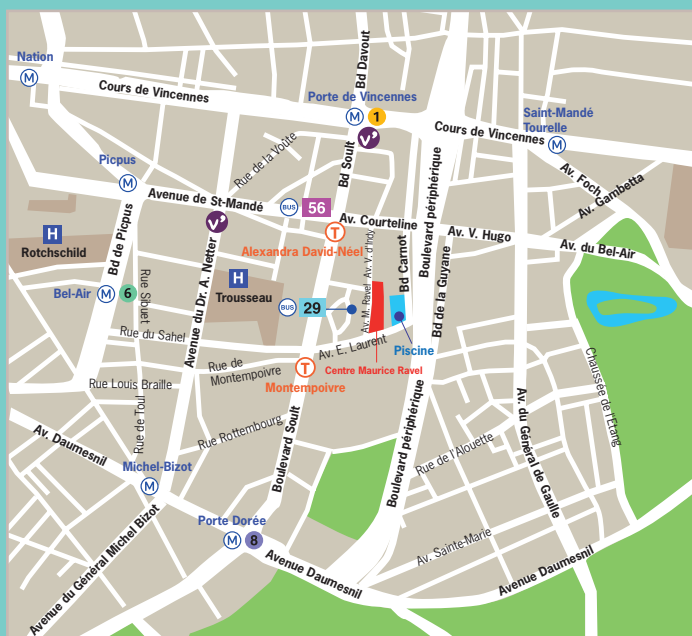 Nation
M
Bd Davout
Cours de Vincennes
Porte de Vincennes
M
1
V'
Saint-Mandé
Tourelle
M
Cours de Vincennes
Picpus
M
Rue de la Voûte
Bd Soult
Boulevard périphérique
Av. Foch
Av. Gambetta
Avenue de St-Mandé
BUS
56
V'
T
Av. Courteline
Av. V. Hugo
Av. du Bel-Air
H
Rotchschild
Bd de Picpus
Alexandra David-Néel
Av. V. d'Indy
Bd Carnot
Bd de la Guyane
Bel-Air
M
6
Rue Sibuet
Avenue du Dr. A. Netter
H
Trousseau
BUS
29
Av. M. Ravel
Rue du Sahel
Av. E. Laurent
Piscine
Rue de
Montempoivre
T
Centre Maurice Ravel
Montempoivre
Rue Louis Braille
Chaussée de l'Etang
Av. Daumesnil
Rue de Toul
Rue Rottembourg
Boulevard Soult
Boulevard périphérique
Rue de l'Alouette
Av. du Général de Gaulle
Michel-Bizot
M
Porte Dorée
M
8
Avenue du Général Michel Bizot
Avenue Daumesnil
Av. Sainte-Marie
Avenue Daumesnil